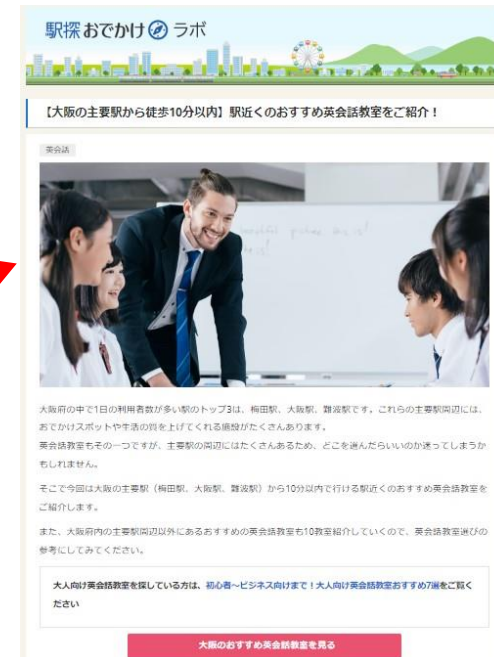 駅探 おでかけ ラボ
【大阪の主要駅から徒歩10分以内】駅近くのおすすめ英会話教室をご紹介！
英会話
大阪府の中で1日の利用者数が多い駅のトップ3は、梅田駅、大阪駅、難波駅です。これらの主要駅周辺には、
おでかけスポットや生活の質を上げてくれる施設がたくさんあります。
英会話教室もその一つですが、主要駅の周辺にはたくさんあるため、どこを選んだらいいのか迷ってしまうか
もしれません。
そこで今回は大阪の主要駅（梅田駅、大阪駅、難波駅）から10分以内で行ける駅近くのおすすめ英会話教室を
ご紹介します。
また、大阪府内の主要駅周辺以外にあるおすすめの英会話教室も10教室紹介していくので、英会話教室選びの
参考にしてみてください。
大人向け英会話教室を探している方は、初心者〜ビジネス向けまで！大人向け英会話教室おすすめ7選をご覧く
ださい
大阪のおすすめ英会話教室を見る